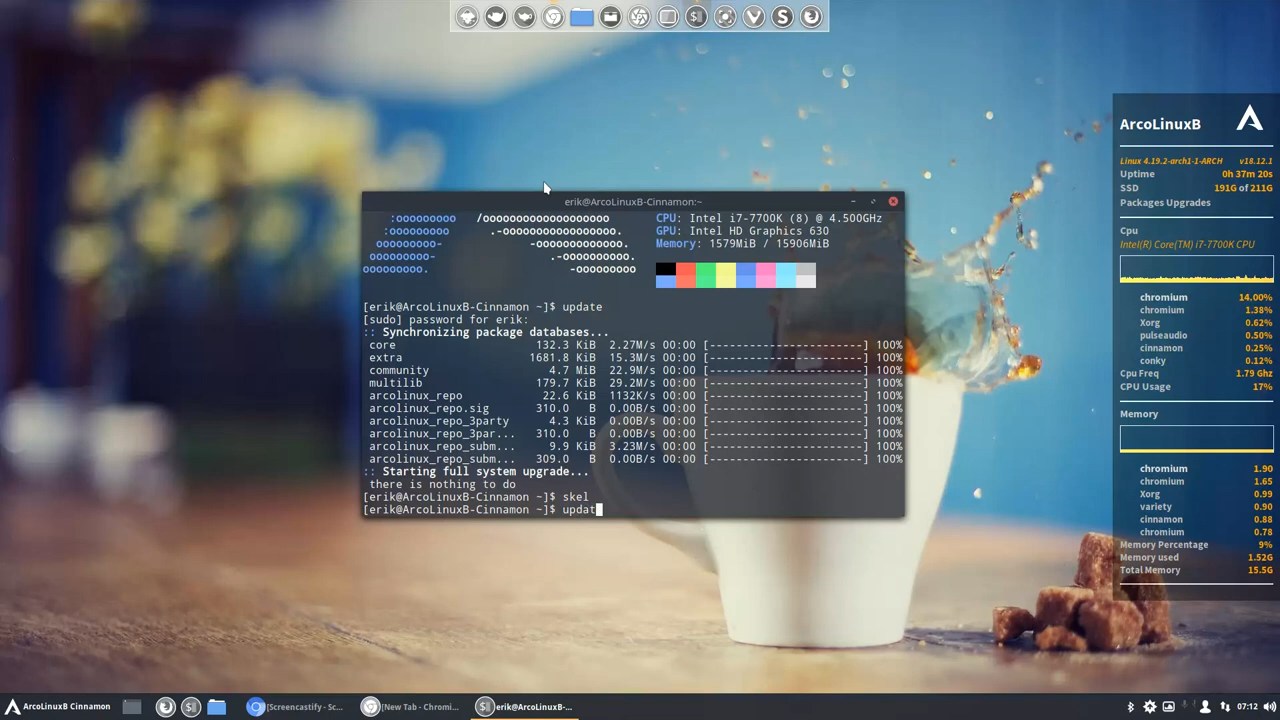 ArcoLinuxB
Linux 4.19.2-arch1-1-ARCH v18.12.1
Uptime 0h 37m 20s
SSD 191G of 211G
Packages Upgrades
Cpu
Intel(R) Core(TM) i7-7700K CPU
chromium 14.00%
chromium 1.38%
Xorg 0.62%
pulseaudio 0.50%
cinnamon 0.25%
conky 0.12%
Cpu Freq 1.79 Ghz
CPU Usage 17%
Memory
chromium 1.90
chromium 1.65
Xorg 0.99
variety 0.90
cinnamon 0.88
chromium 0.78
Memory Percentage 9%
Memory used 1.52G
Total Memory 15.5G
erik@ArcoLinuxB-Cinnamon:~
:ooooooooo /ooooooooooooooooooo CPU: Intel i7-7700K (8) @ 4.500GHz
:ooooooooo .-ooooooooooooooooo. GPU: Intel HD Graphics 630
ooooooooo- -ooooooooooooo. Memory: 1579MiB / 15906MiB
ooooooooo- .-oooooooooo.
ooooooooo. -ooooooooo
[erik@ArcoLinuxB-Cinnamon ~]$ update
[sudo] password for erik:
:: Synchronizing package databases...
core 132.3 KiB 2.27M/s 00:00 [----------------------] 100%
extra 1681.8 KiB 15.3M/s 00:00 [----------------------] 100%
community 4.7 MiB 22.9M/s 00:00 [----------------------] 100%
multilib 179.7 KiB 29.2M/s 00:00 [----------------------] 100%
arcolinux_repo 22.6 KiB 1132K/s 00:00 [----------------------] 100%
arcolinux_repo.sig 310.0 B 0.00B/s 00:00 [----------------------] 100%
arcolinux_repo_3party 4.3 KiB 0.00B/s 00:00 [----------------------] 100%
arcolinux_repo_3par... 310.0 B 0.00B/s 00:00 [----------------------] 100%
arcolinux_repo_subm... 9.9 KiB 3.23M/s 00:00 [----------------------] 100%
arcolinux_repo_subm... 309.0 B 0.00B/s 00:00 [----------------------] 100%
:: Starting full system upgrade...
there is nothing to do
[erik@ArcoLinuxB-Cinnamon ~]$ skel
[erik@ArcoLinuxB-Cinnamon ~]$ updat
ArcoLinuxB Cinnamon
[Screencastify - Sc...
[New Tab - Chromi...
erik@ArcoLinuxB-...
07:12